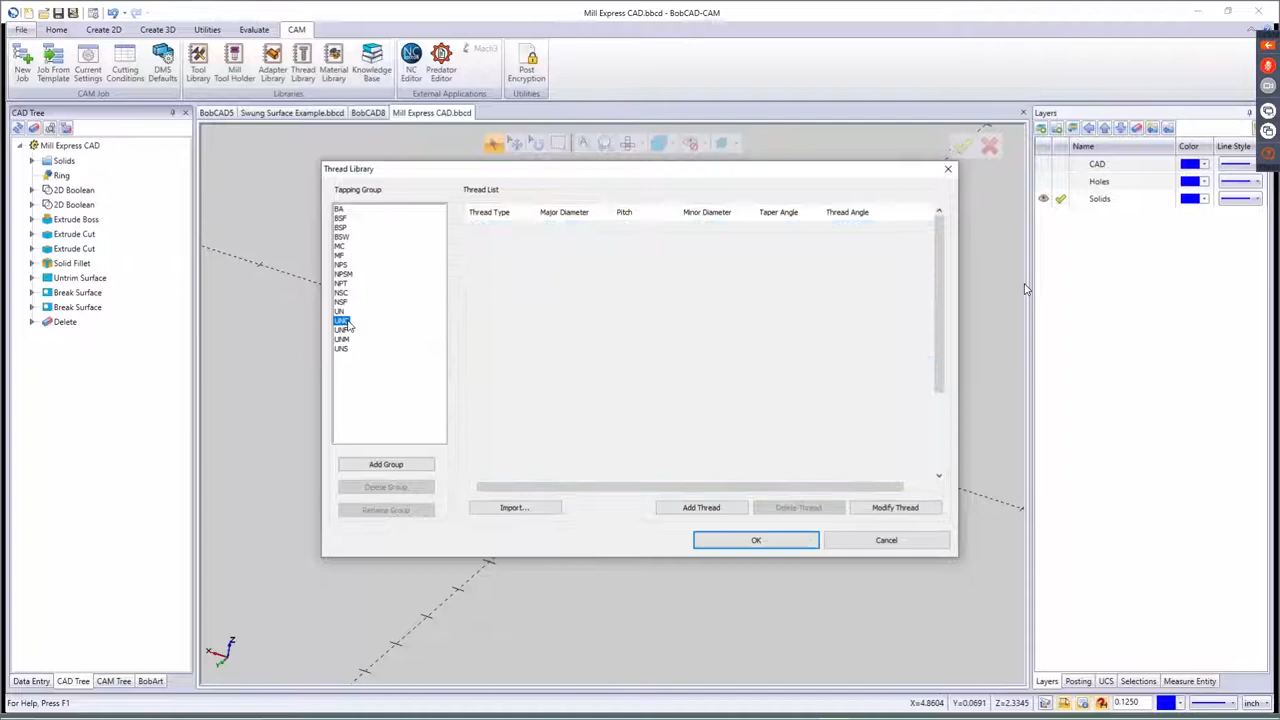 Mill Express CAD.bbcd - BobCAD-CAM
File Home Create 2D Create 3D Utilities Evaluate CAM
New Job
Job From Template
Current Settings
Cutting Conditions
DMS Defaults
Tool Library
Mill Tool Holder
Adapter Library
Thread Library
Material Library
Knowledge Base
NC Editor
Predator Editor
Mach3
Post Encryption
CAM Job Libraries External Applications Utilities
CAD Tree
BobCAD5 Swung Surface Example.bbcd BobCAD8 Mill Express CAD.bbcd
Layers
Mill Express CAD
Solids
Ring
2D Boolean
2D Boolean
Extrude Boss
Extrude Cut
Extrude Cut
Solid Fillet
Untrim Surface
Break Surface
Break Surface
Delete
Thread Library
Tapping Group
Thread List
BA
BSF
BSP
BSW
MC
MF
NPS
NPSM
NPT
NSC
NSF
UN
UNC
UNF
UNM
UNS
Thread Type Major Diameter Pitch Minor Diameter Taper Angle Thread Angle
Add Group
Delete Group
Rename Group
Import...
Add Thread
Delete Thread
Modify Thread
OK
Cancel
Name Color Line Style
CAD
Holes
Solids
X
Z
Y
Data Entry CAD Tree CAM Tree BobArt
Layers Posting UCS Selections Measure Entity
For Help, Press F1
X=4.8604 Y=0.0691 Z=2.3345
0.1250
inch